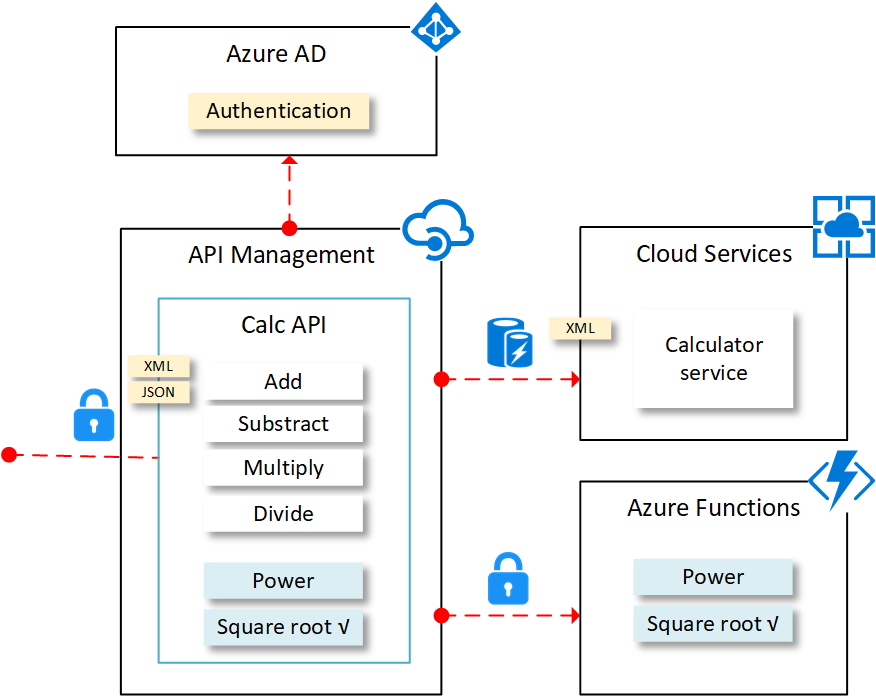 Azure AD
Authentication
API Management
Calc API
XML
JSON
Add
Substract
Multiply
Divide
Power
Square root √
Cloud Services
XML
Calculator
service
Azure Functions
Power
Square root √